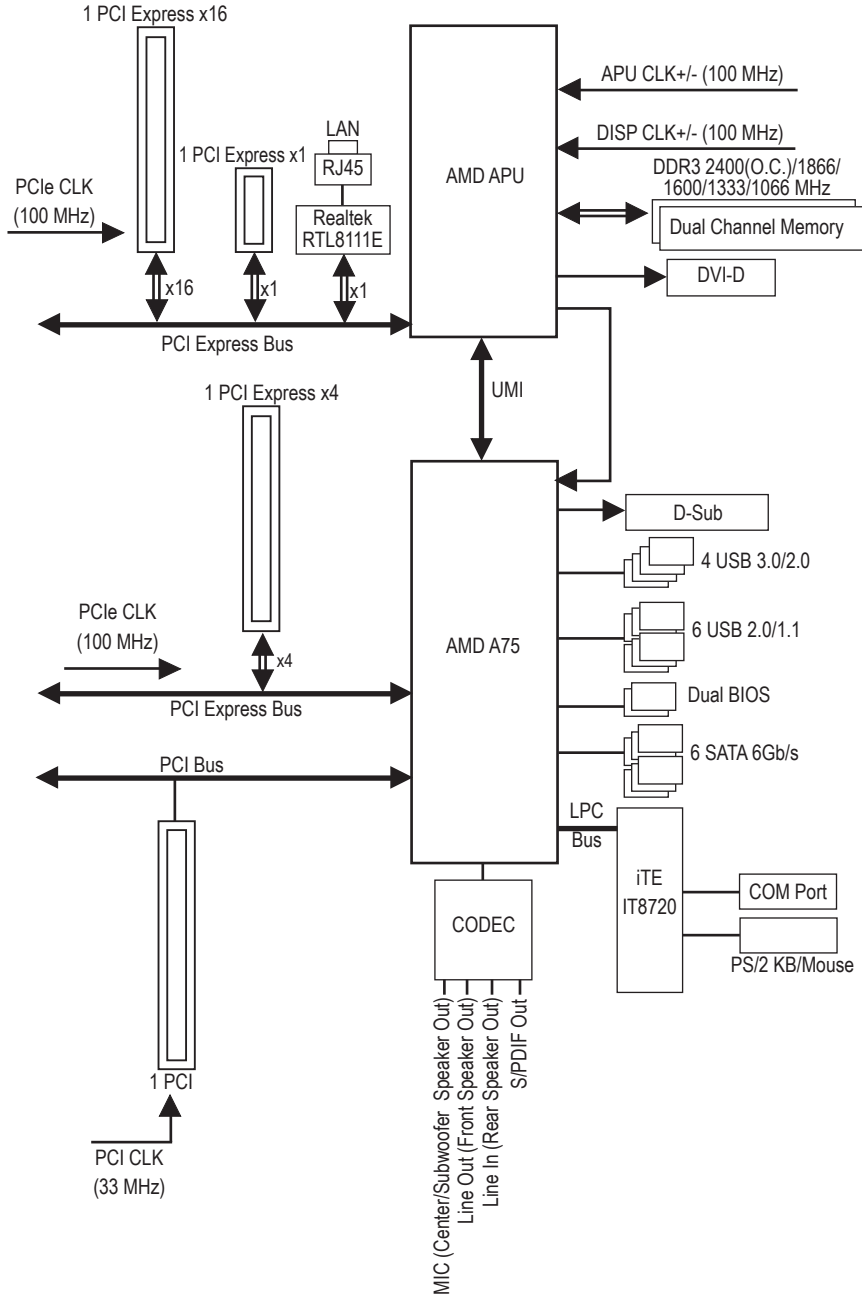 1 PCI Express x16
APU CLK+/- (100 MHz)
DISP CLK+/- (100 MHz)
LAN
RJ45
1 PCI Express x1
AMD APU
DDR3 2400(O.C.)/1866/
1600/1333/1066 MHz
Dual Channel Memory
PCIe CLK
(100 MHz)
Realtek
RTL8111E
DVI-D
x16
x1
x1
PCI Express Bus
UMI
1 PCI Express x4
D-Sub
4 USB 3.0/2.0
PCIe CLK
(100 MHz)
6 USB 2.0/1.1
AMD A75
x4
PCI Express Bus
Dual BIOS
PCI Bus
6 SATA 6Gb/s
LPC
Bus
iTE
IT8720
COM Port
PS/2 KB/Mouse
CODEC
MIC (Center/Subwoofer Speaker Out)
Line Out (Front Speaker Out)
Line In (Rear Speaker Out)
S/PDIF Out
1 PCI
PCI CLK
(33 MHz)